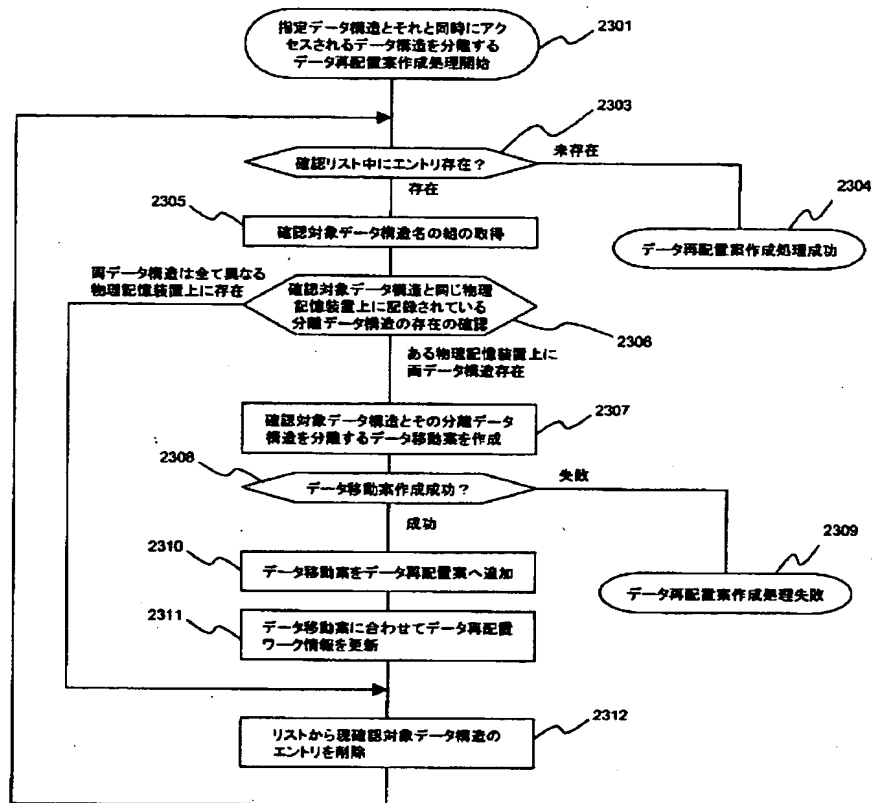 指定データ構造とそれと同時にアク
セスされるデータ構造を分離する
データ再配置案作成処理開始
2301
2303
確認リスト中にエントリ存在？
未存在
存在
2304
データ再配置案作成処理成功
2305
確認対象データ構造名の組の取得
両データ構造は全て異なる
物理記憶装置上に存在
確認対象データ構造と同じ物理
記憶装置上に記録されている
分離データ構造の存在の確認
2306
ある物理記憶装置上に
両データ構造存在
2307
確認対象データ構造とその分離データ
構造を分離するデータ移動案を作成
2308
データ移動案作成成功？
失敗
成功
2309
データ再配置案作成処理失敗
2310
データ移動案をデータ再配置案へ追加
2311
データ移動案に合わせてデータ再配置
ワーク情報を更新
2312
リストから現確認対象データ構造の
エントリを削除